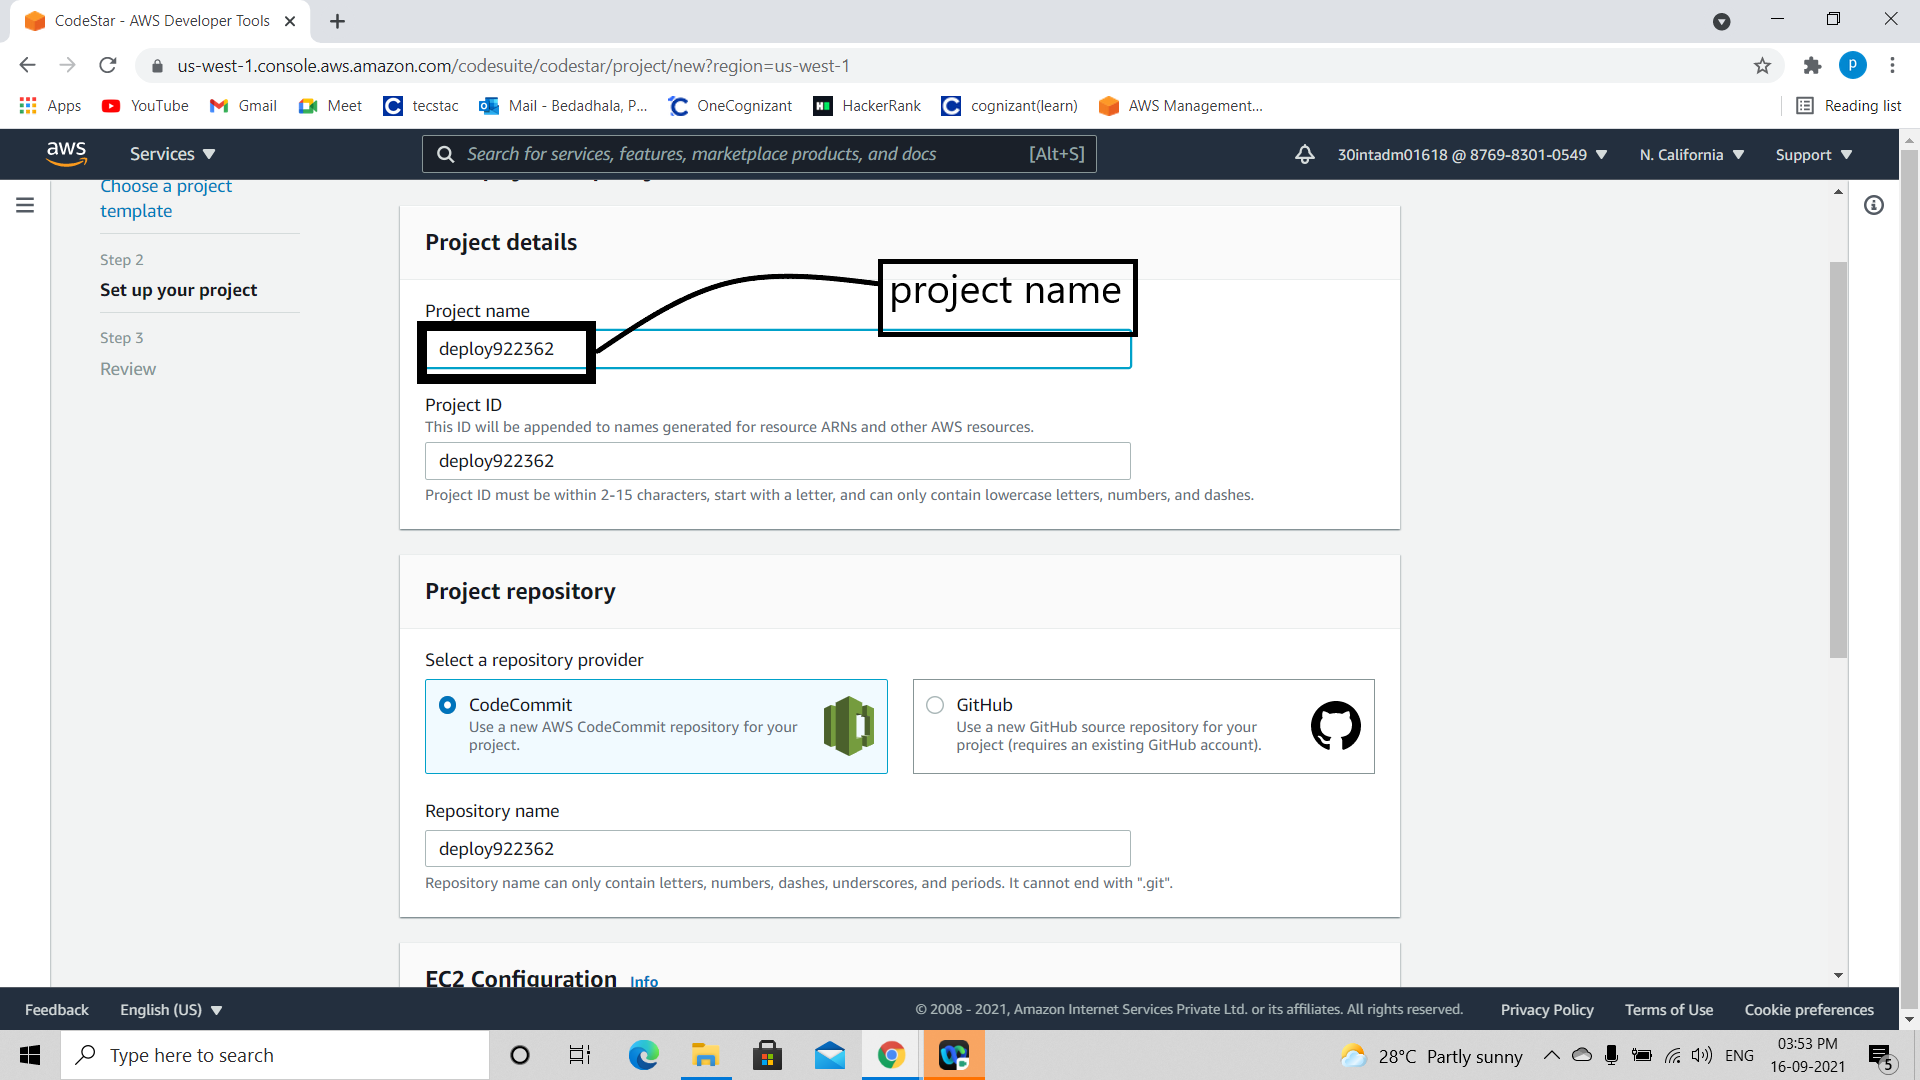 CodeStar - AWS Developer Tools
us-west-1.console.aws.amazon.com/codesuite/codestar/project/new?region=us-west-1
P
Apps YouTube Gmail Meet tecstac Mail - Bedadhala, P... OneCognizant HackerRank cognizant(learn) AWS Management... Reading list
aws Services Search for services, features, marketplace products, and docs [Alt+S] 30intadm01618 @ 8769-8301-0549 N. California Support
Choose a project
template
Step 2
Set up your project
Step 3
Review
Project details
project name
Project name
deploy922362
Project ID
This ID will be appended to names generated for resource ARNs and other AWS resources.
deploy922362
Project ID must be within 2-15 characters, start with a letter, and can only contain lowercase letters, numbers, and dashes.
Project repository
Select a repository provider
CodeCommit
Use a new AWS CodeCommit repository for your
project.
GitHub
Use a new GitHub source repository for your
project (requires an existing GitHub account).
Repository name
deploy922362
Repository name can only contain letters, numbers, dashes, underscores, and periods. It cannot end with ".git".
EC2 Configuration Info
Feedback English (US) © 2008 - 2021, Amazon Internet Services Private Ltd. or its affiliates. All rights reserved. Privacy Policy Terms of Use Cookie preferences
Type here to search 28°C Partly sunny ENG
03:53 PM
16-09-2021
5